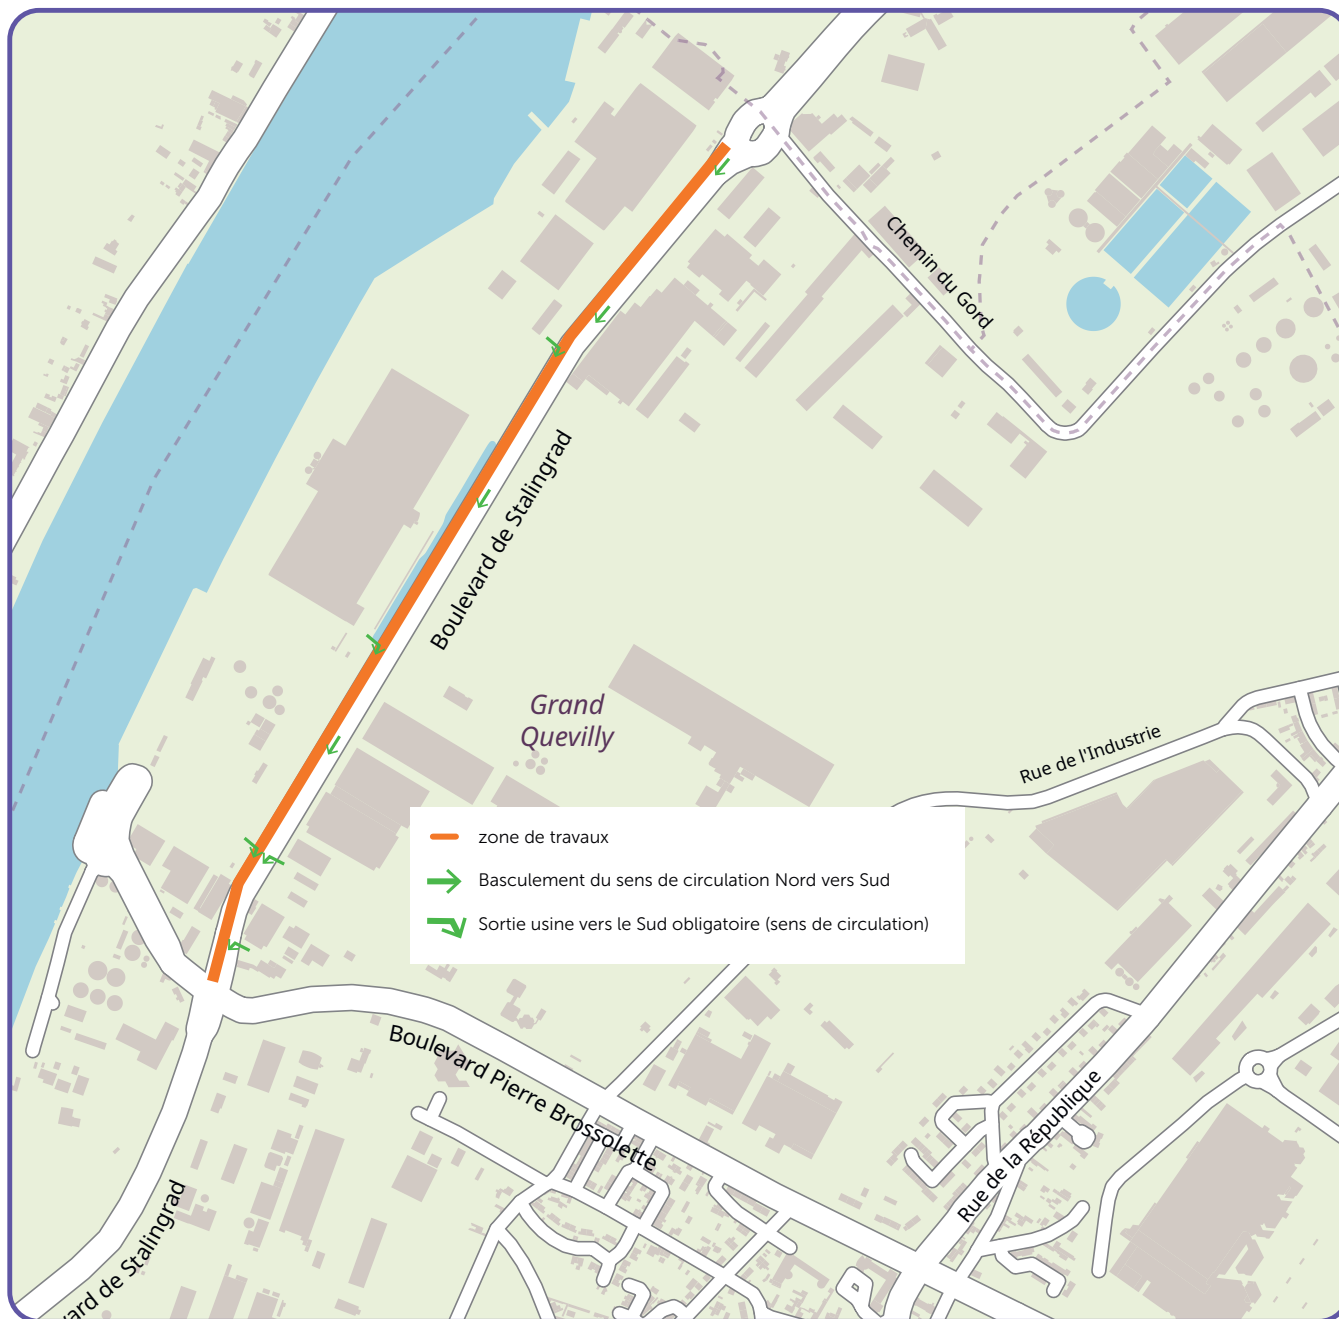 Chemin du Gord
Boulevard de Stalingrad
Grand
Quevilly
Rue de l'Industrie
zone de travaux
Basculement du sens de circulation Nord vers Sud
Sortie usine vers le Sud obligatoire (sens de circulation)
Boulevard Pierre Brossolette
Rue de la République
vard de Stalingrad